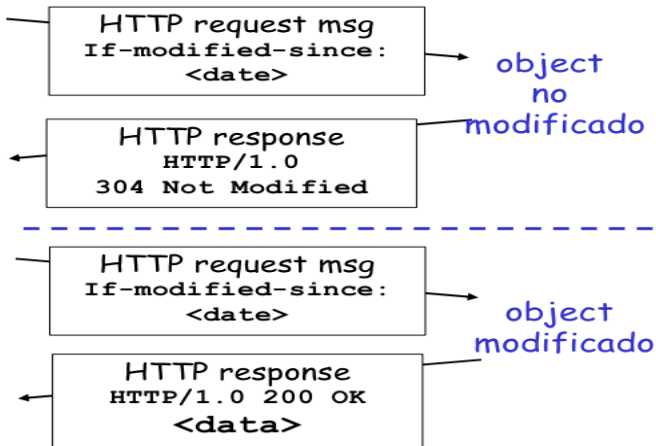 HTTP request msg
If-modified-since:
<date>
object
no
modificado
HTTP response
HTTP/1.0
304 Not Modified
HTTP request msg
If-modified-since:
<date>
object
modificado
HTTP response
HTTP/1.0 200 OK
<data>